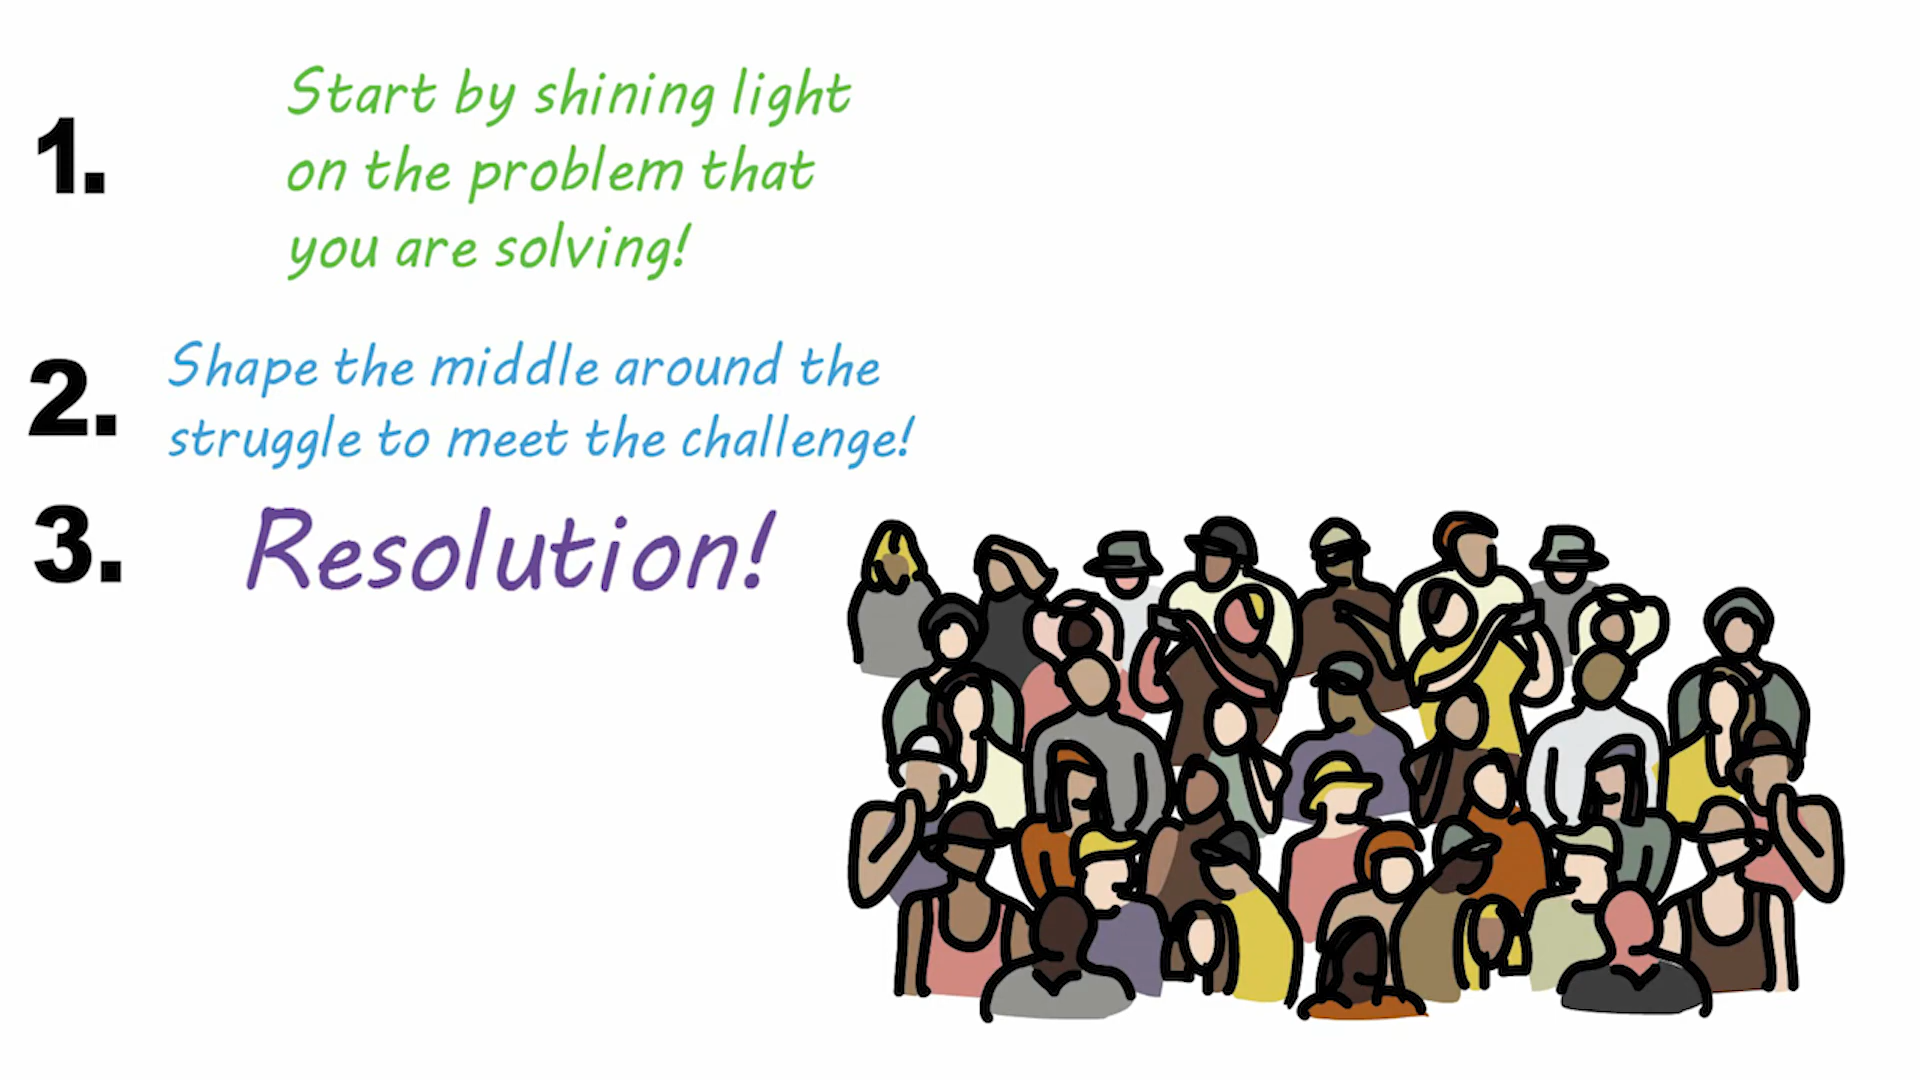 1.
Start by shining light
on the problem that
you are solving!
2.
Shape the middle around the
struggle to meet the challenge!
3.
Resolution!